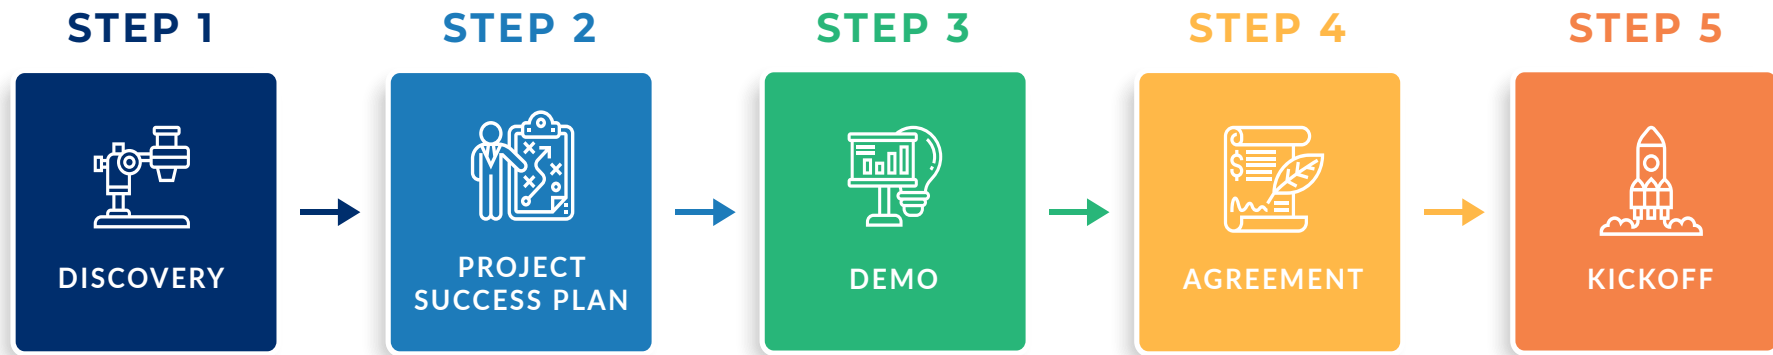 STEP 1
DISCOVERY
STEP 2
PROJECT
SUCCESS PLAN
STEP 3
DEMO
STEP 4
$
AGREEMENT
STEP 5
KICKOFF